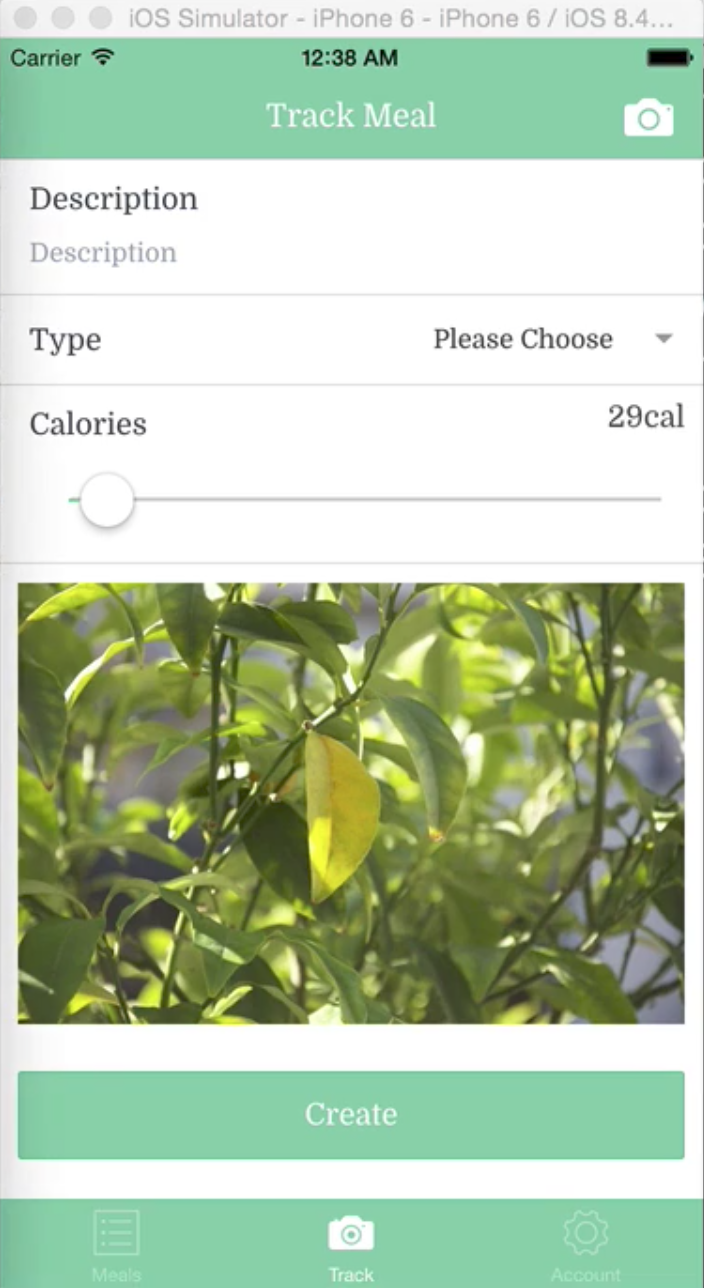 iOS Simulator - iPhone 6 - iPhone 6 / iOS 8.4...
Carrier 12:38 AM
Track Meal
Description
Description
Type Please Choose
Calories 29cal
Create
Meals Track Account